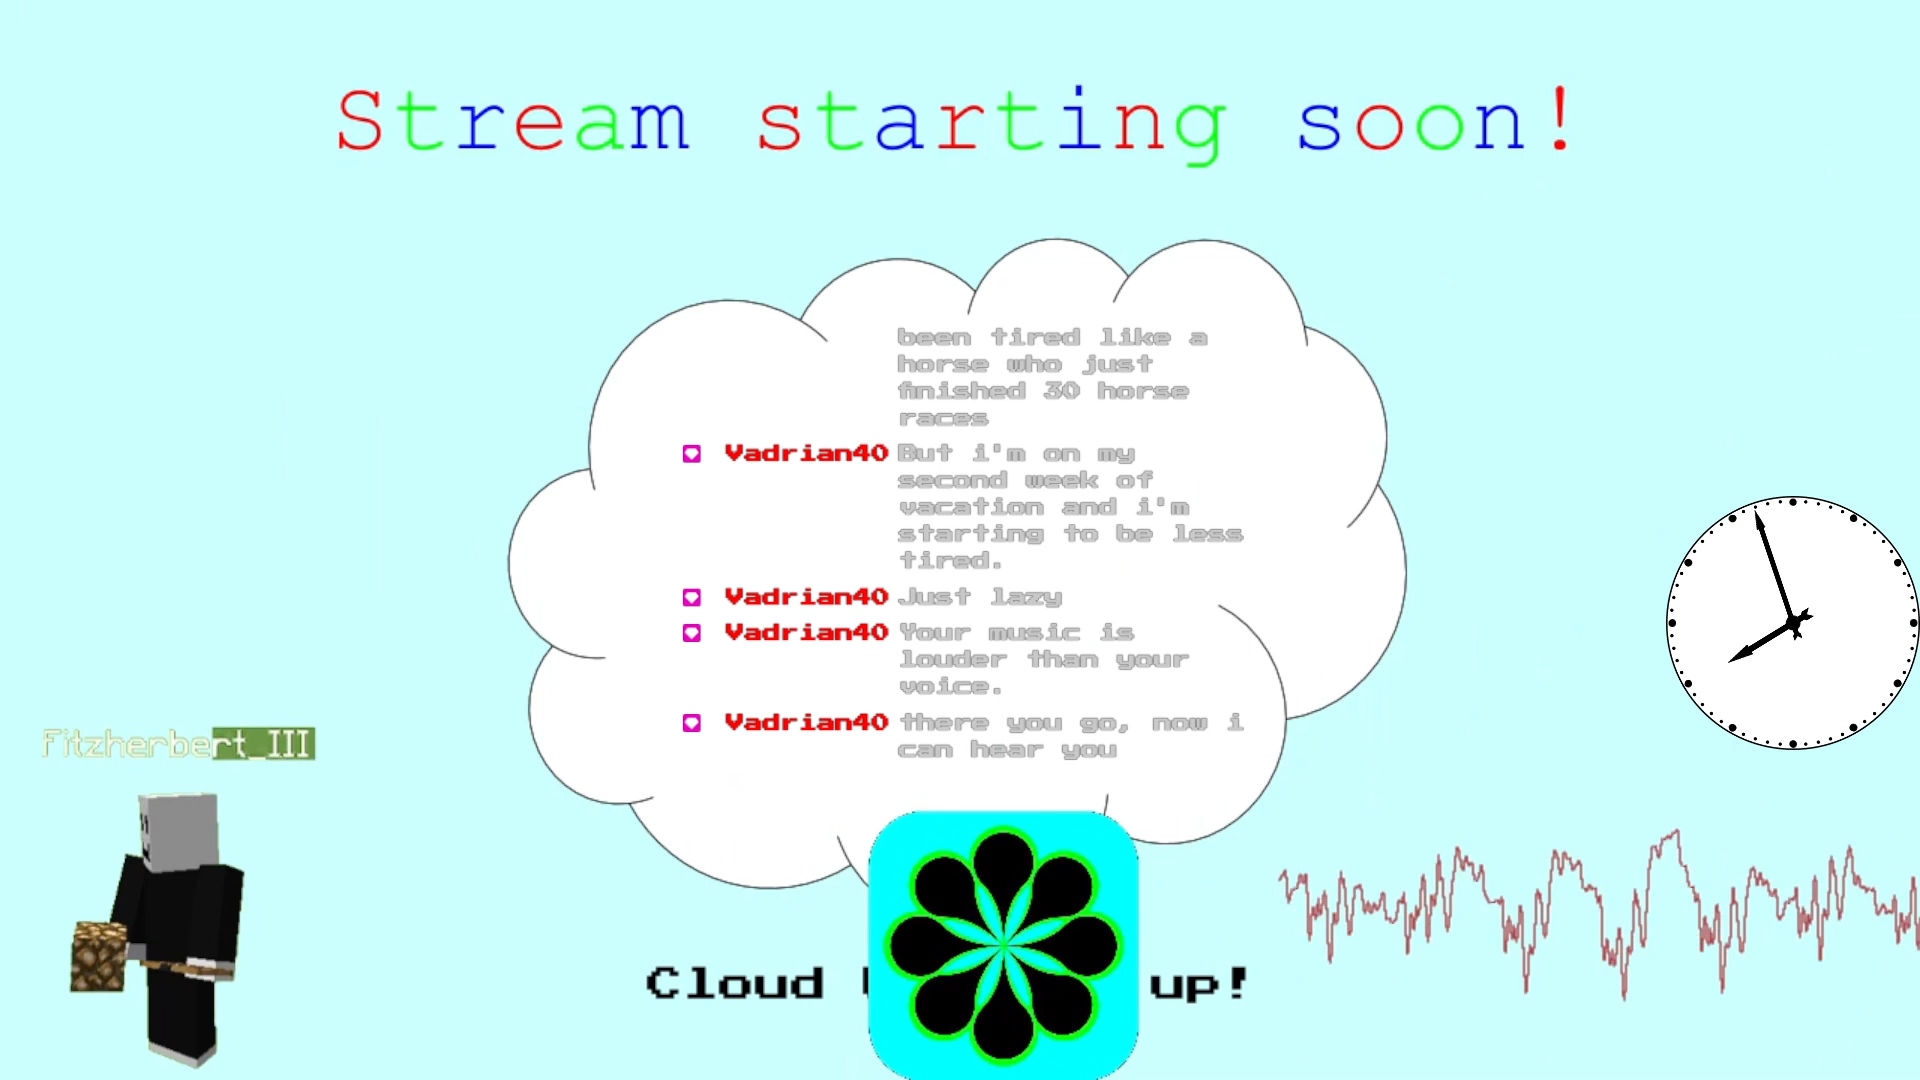 Stream starting soon!
been tired like a
horse who just
finished 30 horse
races
Vadrian40 But i'm on my
second week of
vacation and i'm
starting to be less
tired.
Vadrian40 Just lazy
Vadrian40 Your music is
louder than your
voice.
Vadrian40 there you go, now i
can hear you
Fitzherbert_III
Cloud up!